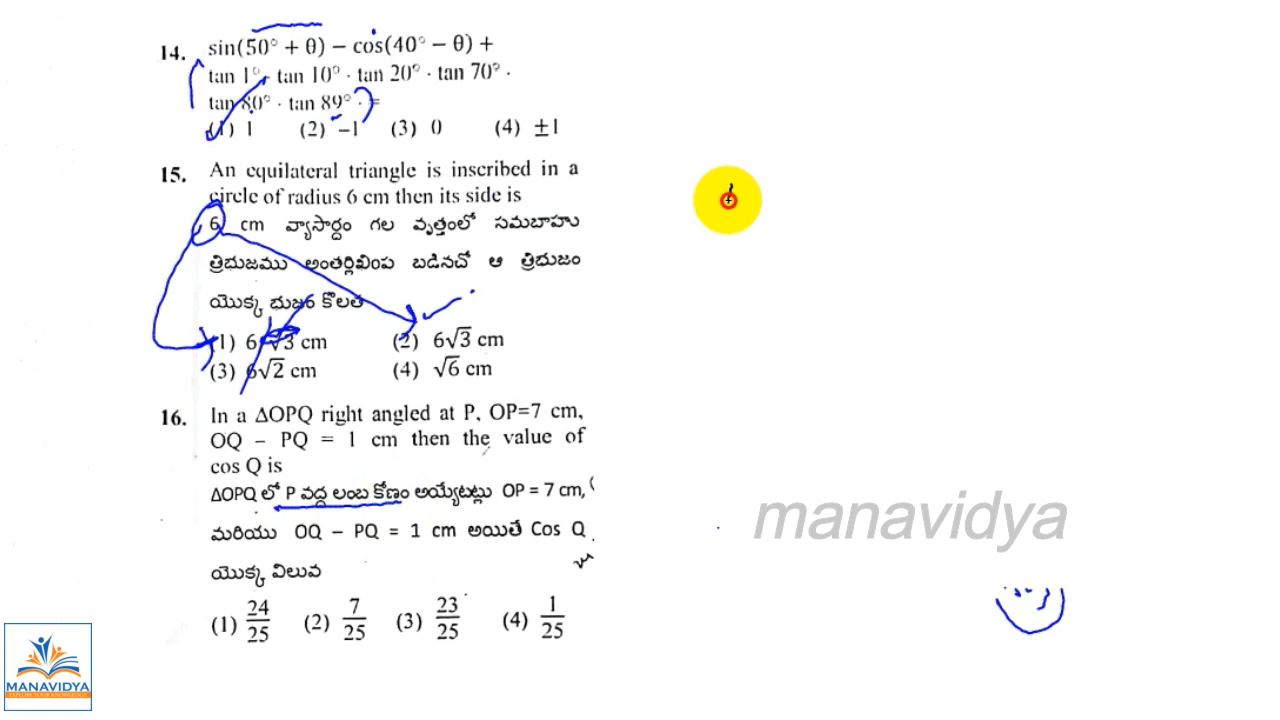 14. sin(50° + θ) − cos(40° − θ) +
tan 1° · tan 10° · tan 20° · tan 70° ·
tan 80° · tan 89° · =
(1) 1 (2) −1 (3) 0 (4) ±1
15. An equilateral triangle is inscribed in a
circle of radius 6 cm then its side is
6 cm వ్యాసార్ధం గల వృత్తంలో సమబాహు
త్రిభుజము అంతర్లిఖింప బడినచో ఆ త్రిభుజం
యొక్క భుజం కొలత
(1) 6 √3 cm (2) 6√3 cm
(3) 6√2 cm (4) √6 cm
16. In a ΔOPQ right angled at P, OP=7 cm,
OQ − PQ = 1 cm then the value of
cos Q is
ΔOPQ లో P వద్ద లంబ కోణం అయ్యేటట్లు OP = 7 cm,
మరియు OQ − PQ = 1 cm అయితే Cos Q
యొక్క విలువ
(1) 24/25 (2) 7/25 (3) 23/25 (4) 1/25
manavidya
MANAVIDYA